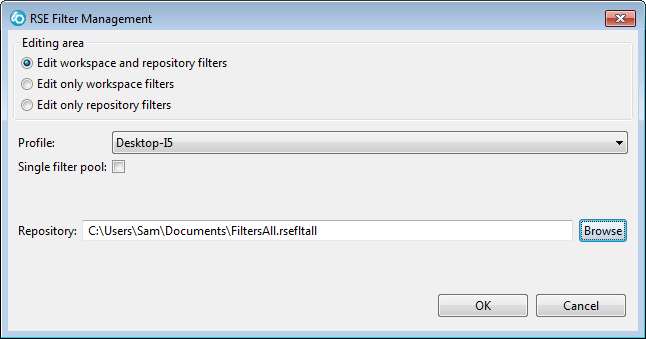 RSE Filter Management
Editing area
Edit workspace and repository filters
Edit only workspace filters
Edit only repository filters
Profile: Desktop-I5
Single filter pool:
Repository: C:\Users\Sam\Documents\FiltersAll.rsefltall Browse
OK Cancel